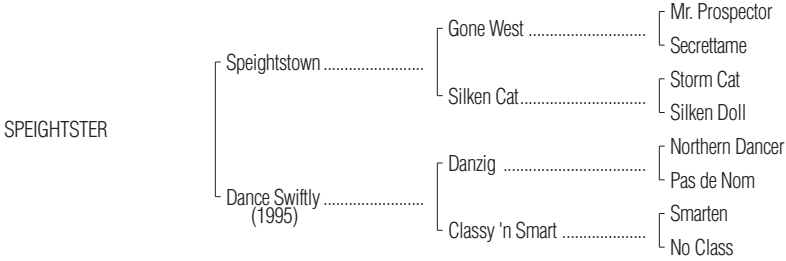 Mr. Prospector
Gone West ..............................
Secrettame
Speightstown .........................
Storm Cat
Silken Cat................................
Silken Doll
SPEIGHTSTER
Northern Dancer
Danzig ....................................
Pas de Nom
Dance Swiftly .........................
(1995)
Smarten
Classy 'n Smart .....................
No Class